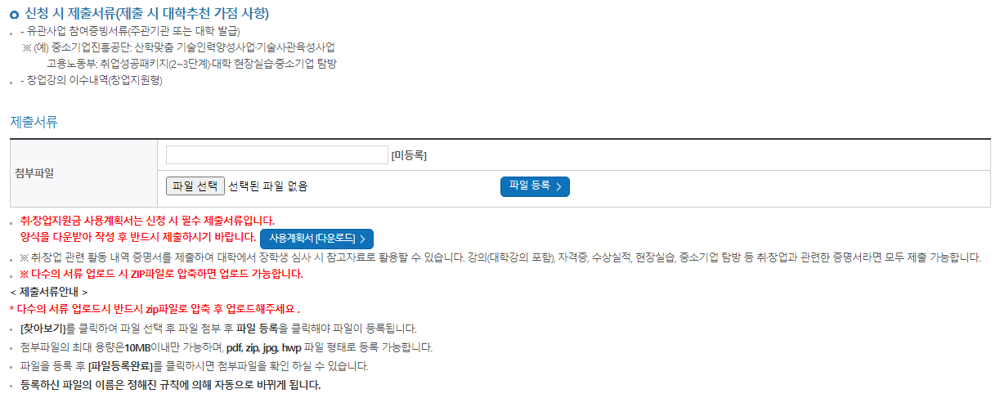 신청 시 제출서류(제출 시 대학추천 가점 사항)
- 유관사업 참여증빙서류(주관기관 또는 대학 발급)
※ (예) 중소기업진흥공단: 산학맞춤 기술인력양성사업·기술사관육성사업
고용노동부: 취업성공패키지(2~3단계)·대학 현장실습·중소기업 탐방
- 창업강의 이수내역(창업지원형)
제출서류
첨부파일
[미등록]
파일 선택 선택된 파일 없음 파일 등록 >
취·창업지원금 사용계획서는 신청 시 필수 제출서류입니다.
양식을 다운받아 작성 후 반드시 제출하시기 바랍니다. 사용계획서 [다운로드] >
※ 취·창업 관련 활동 내역 증명서를 제출하여 대학에서 장학생 심사 시 참고자료로 활용할 수 있습니다. 강의(대학강의 포함), 자격증, 수상실적, 현장실습, 중소기업 탐방 등 취·창업과 관련한 증명서라면 모두 제출 가능합니다.
※ 다수의 서류 업로드 시 ZIP파일로 압축하면 업로드 가능합니다.
< 제출서류안내 >
* 다수의 서류 업로드시 반드시 zip파일로 압축 후 업로드해주세요 .
[찾아보기]를 클릭하여 파일 선택 후 파일 첨부 후 파일 등록을 클릭해야 파일이 등록됩니다.
첨부파일의 최대 용량은10MB이내만 가능하며, pdf, zip, jpg, hwp 파일 형태로 등록 가능합니다.
파일을 등록 후 [파일등록완료]를 클릭하시면 첨부파일을 확인 하실 수 있습니다.
등록하신 파일의 이름은 정해진 규칙에 의해 자동으로 바뀌게 됩니다.